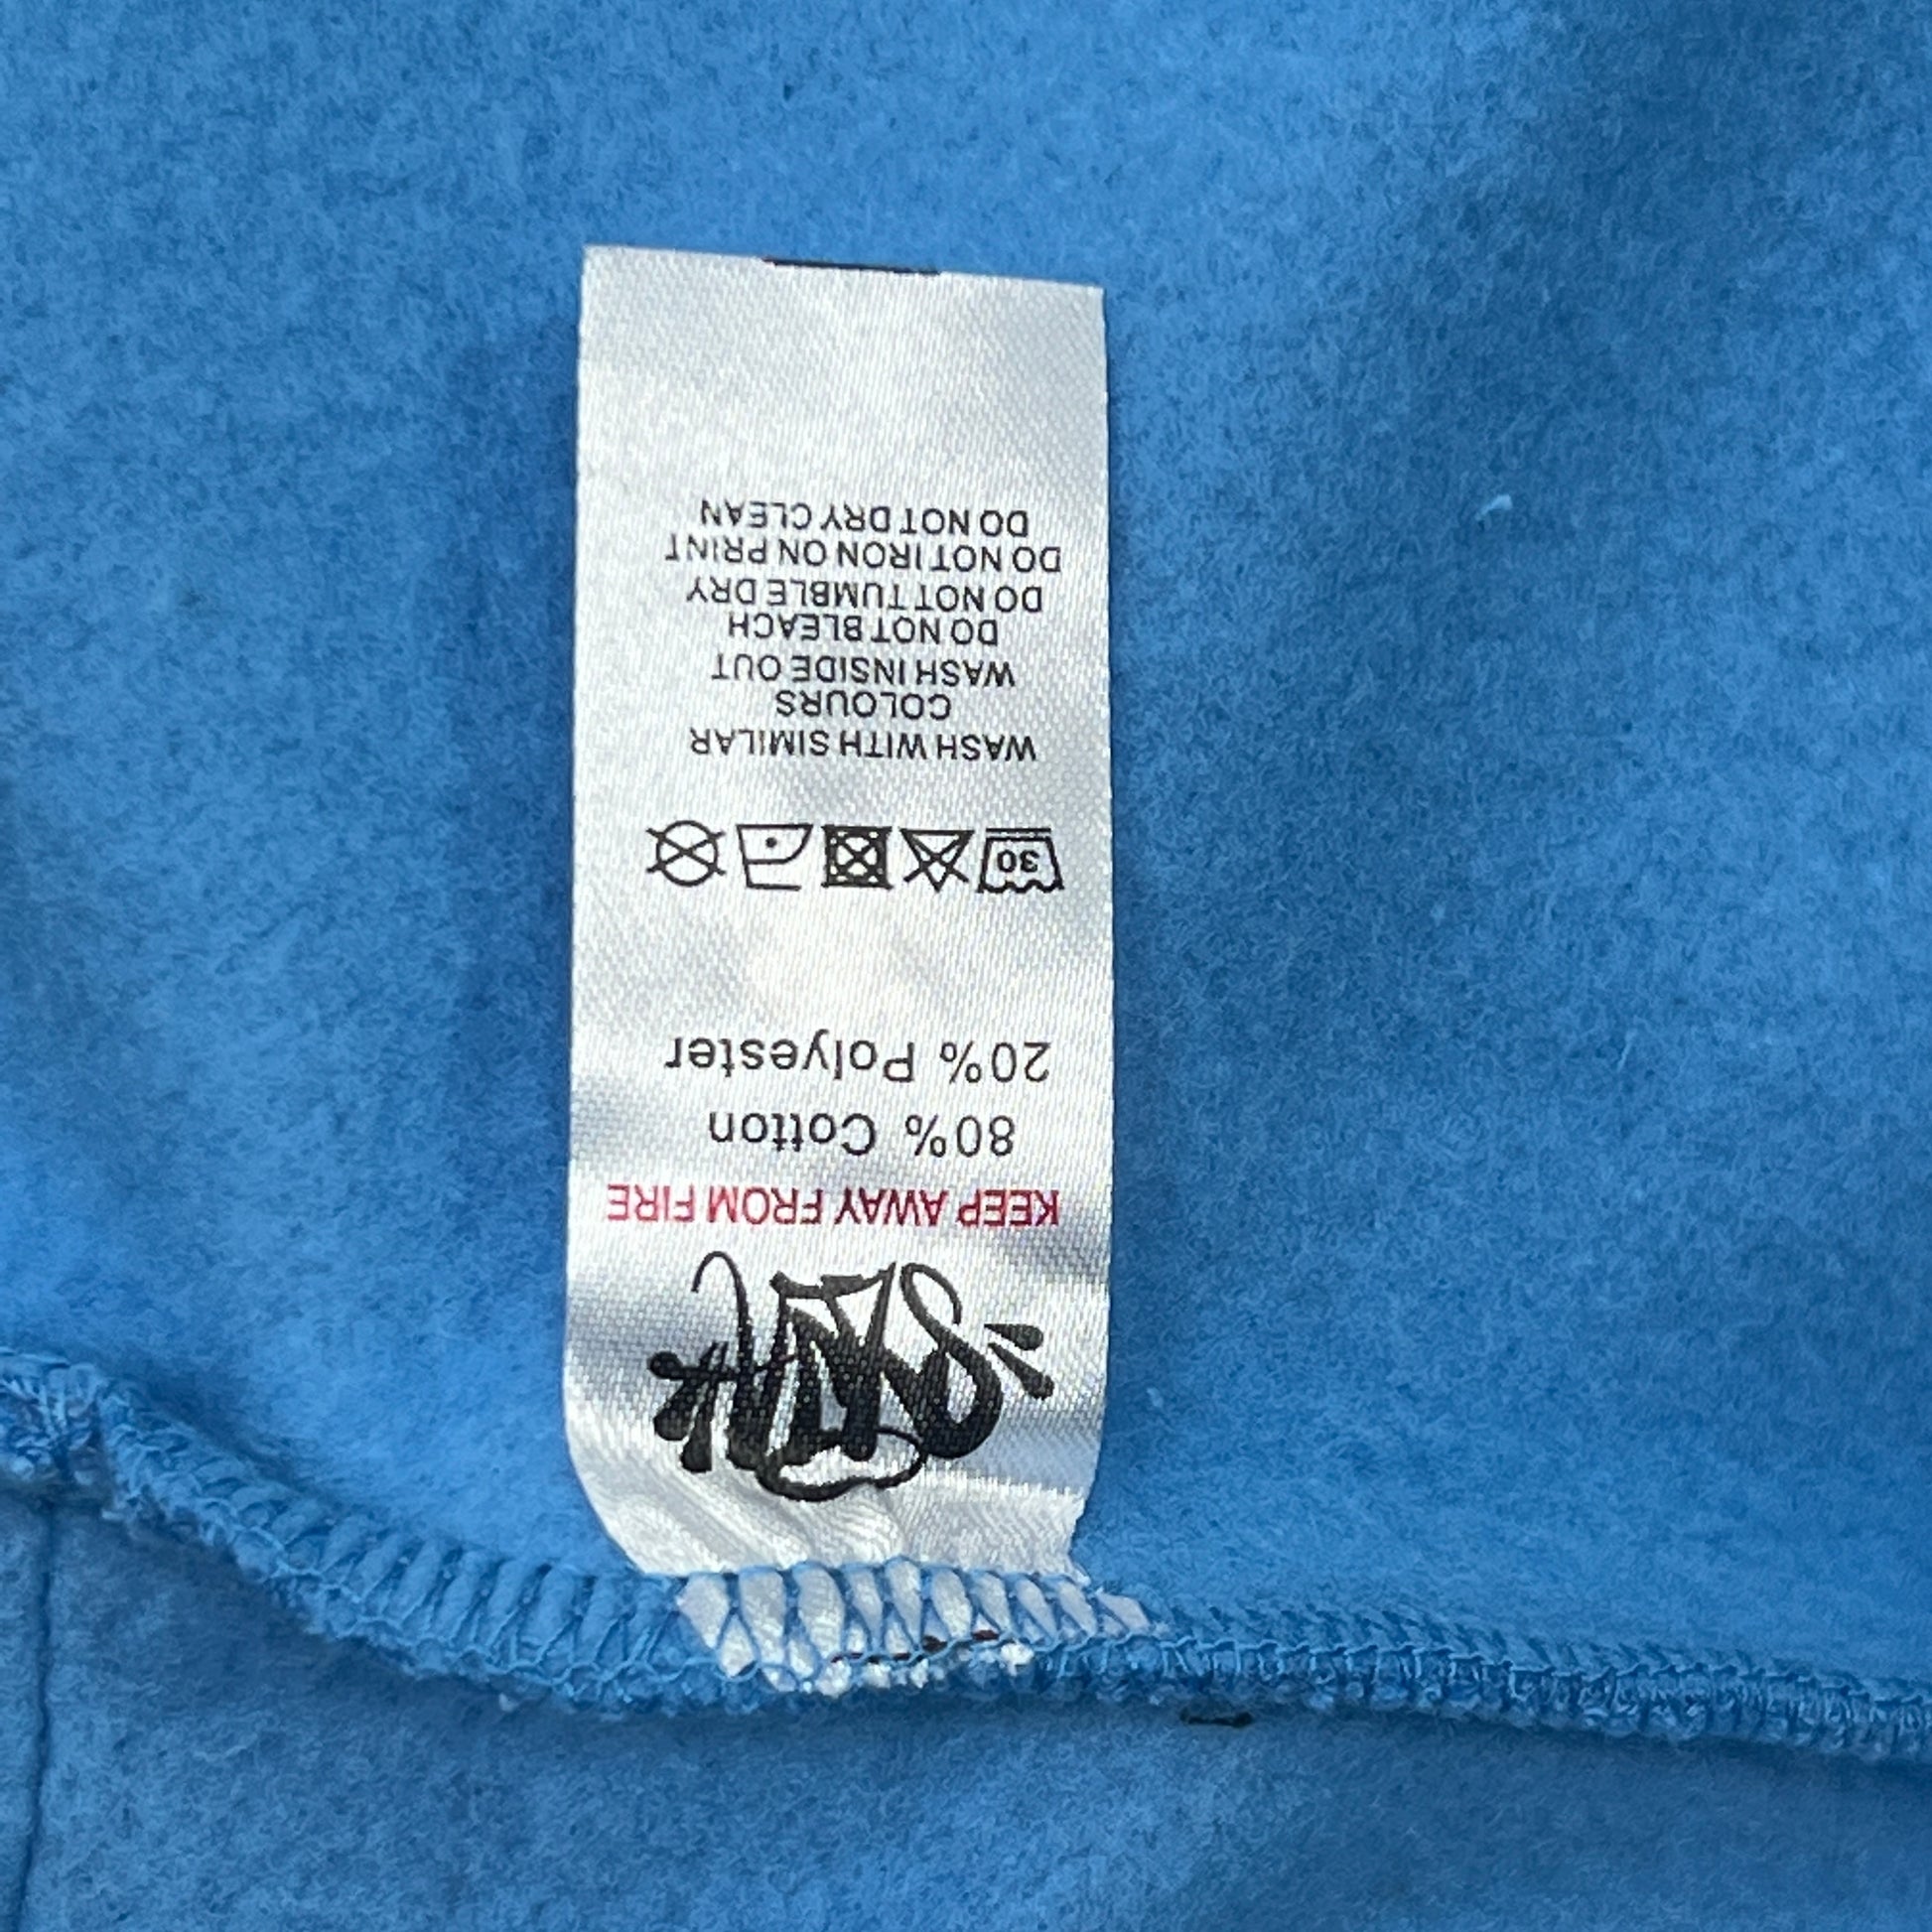 KEEP AWAY FROM FIRE
80% Cotton
20% Polyester
30
WASH WITH SIMILAR
COLOURS
WASH INSIDE OUT
DO NOT BLEACH
DO NOT TUMBLE DRY
DO NOT IRON ON PRINT
DO NOT DRY CLEAN